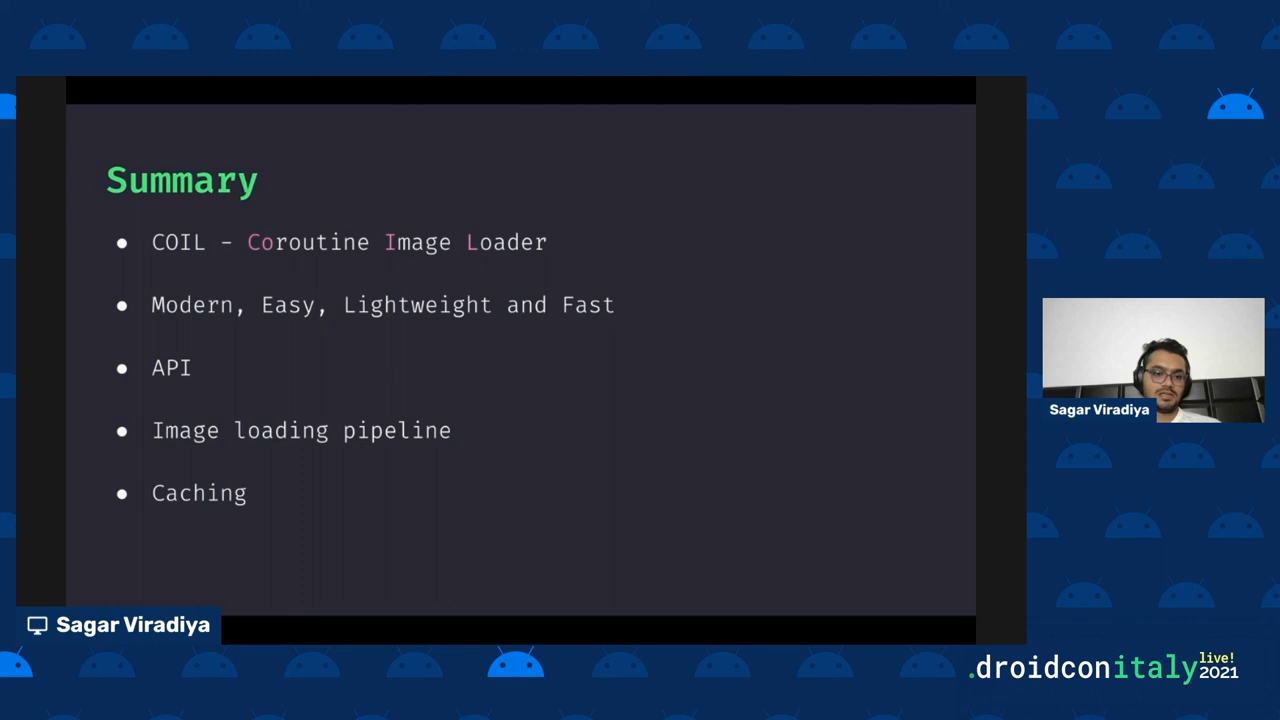 Summary
● COIL - Coroutine Image Loader
● Modern, Easy, Lightweight and Fast
● API
● Image loading pipeline
● Caching
Sagar Viradiya
Sagar Viradiya
.droidconitaly live! 2021